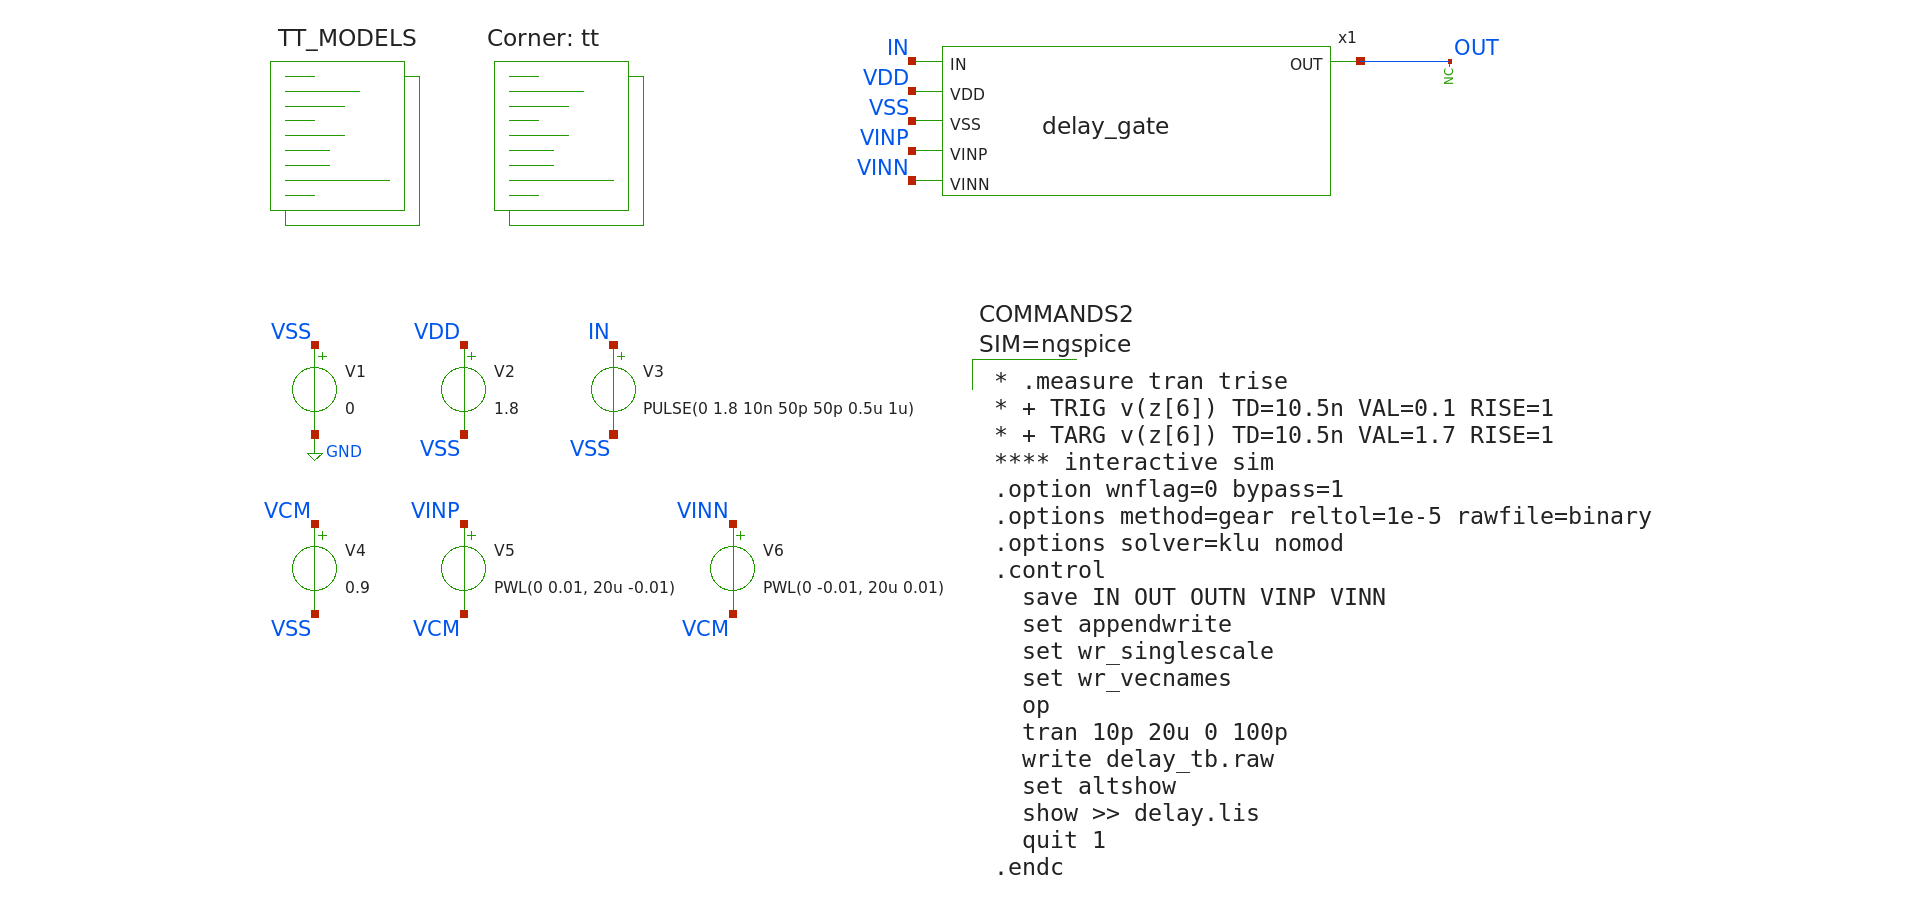 TT_MODELS
Corner: tt
x1
IN
VDD
VSS
VINP
VINN
IN
VDD
VSS
VINP
VINN
delay_gate
OUT
OUT
NC
VSS
+
V1
0
GND
VDD
+
V2
1.8
VSS
IN
+
V3
PULSE(0 1.8 10n 50p 50p 0.5u 1u)
VSS
VCM
+
V4
0.9
VSS
VINP
+
V5
PWL(0 0.01, 20u -0.01)
VCM
VINN
+
V6
PWL(0 -0.01, 20u 0.01)
VCM
COMMANDS2
SIM=ngspice
* .measure tran trise
* + TRIG v(z[6]) TD=10.5n VAL=0.1 RISE=1
* + TARG v(z[6]) TD=10.5n VAL=1.7 RISE=1
**** interactive sim
.option wnflag=0 bypass=1
.options method=gear reltol=1e-5 rawfile=binary
.options solver=klu nomod
.control
save IN OUT OUTN VINP VINN
set appendwrite
set wr_singlescale
set wr_vecnames
op
tran 10p 20u 0 100p
write delay_tb.raw
set altshow
show >> delay.lis
quit 1
.endc